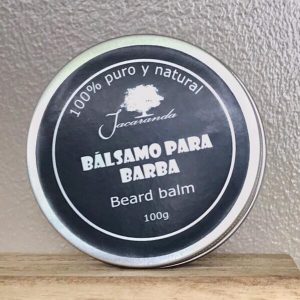 100% puro y natural
Jacaranda
BÁLSAMO PARA
BARBA
Beard balm
100g